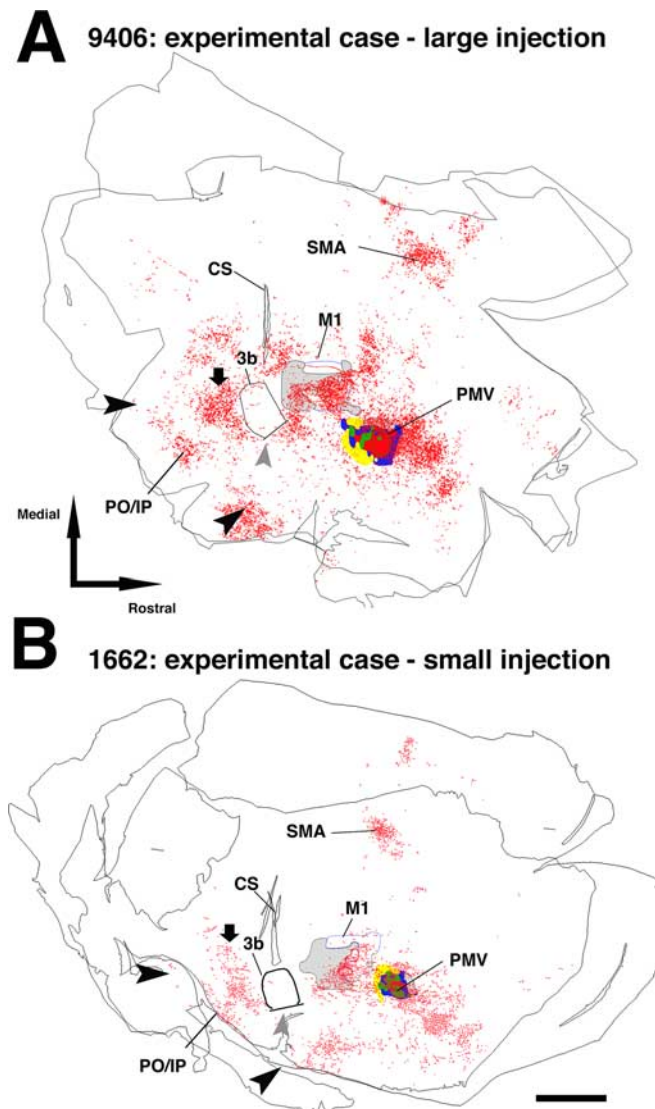 A 9406: experimental case - large injection
SMA
CS
M1
3b
PMV
PO/IP
Medial
Rostral
B 1662: experimental case - small injection
SMA
CS
M1
3b
PMV
PO/IP